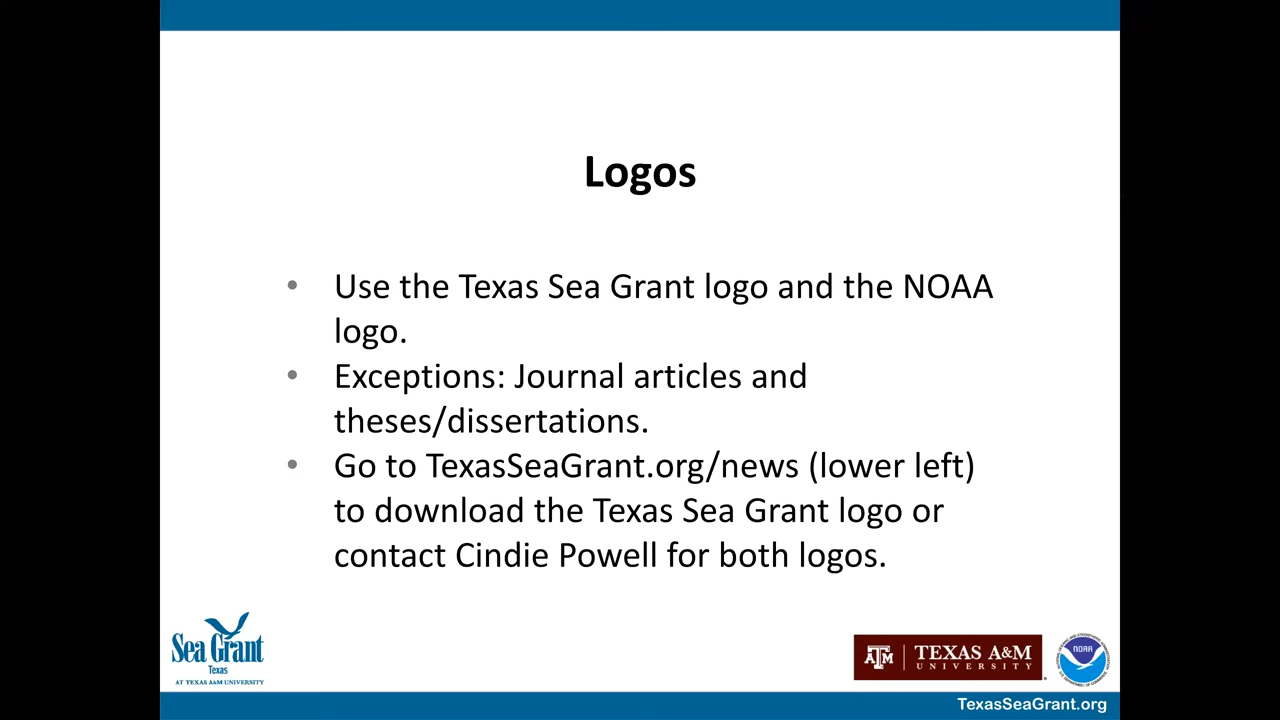 Logos
• Use the Texas Sea Grant logo and the NOAA
logo.
• Exceptions: Journal articles and
theses/dissertations.
• Go to TexasSeaGrant.org/news (lower left)
to download the Texas Sea Grant logo or
contact Cindie Powell for both logos.
Sea Grant
Texas
AT TEXAS A&M UNIVERSITY
ATM
TEXAS A&M
UNIVERSITY
NOAA
TexasSeaGrant.org